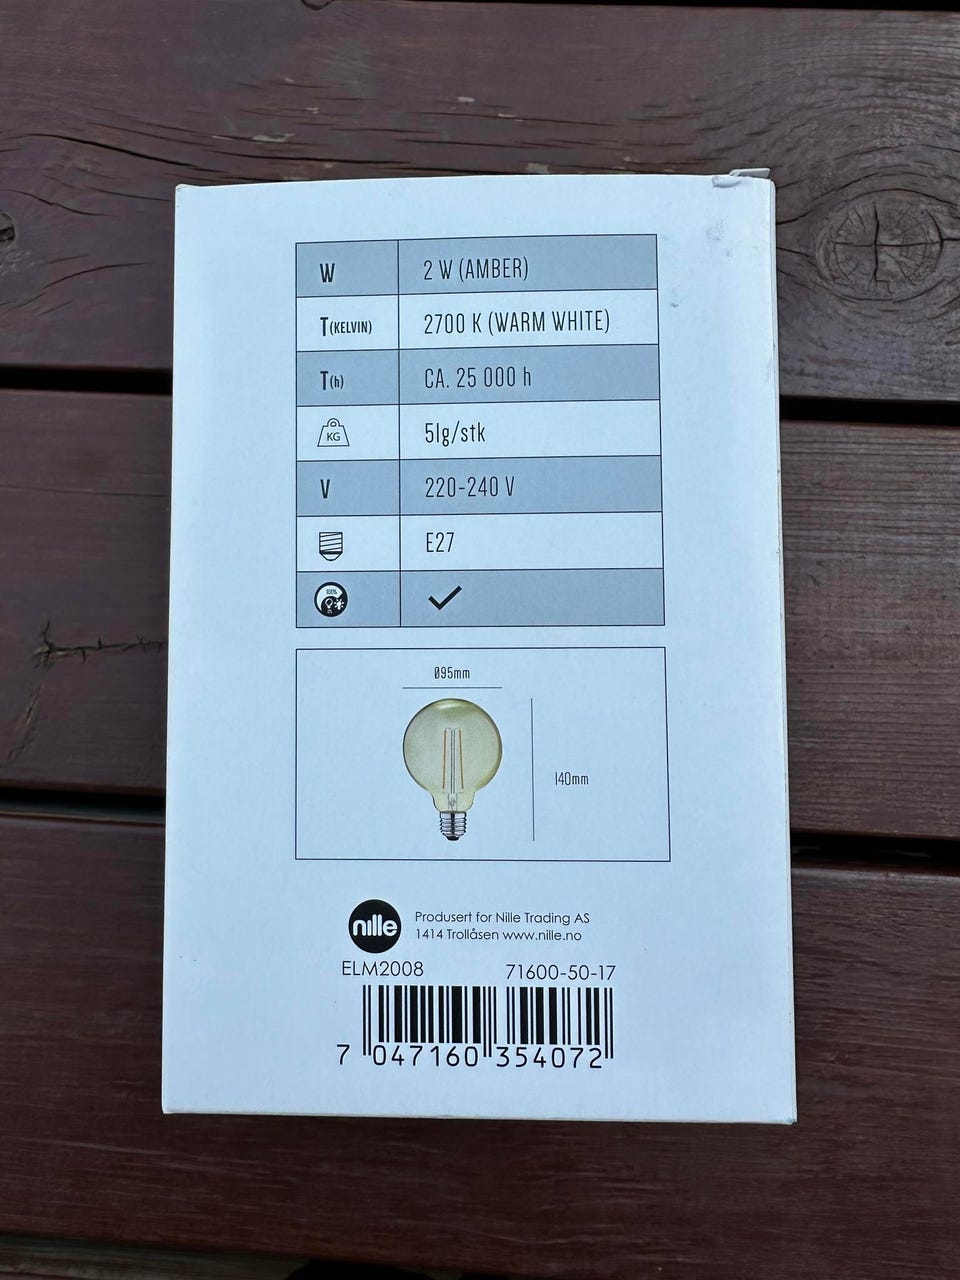 W 2 W (AMBER)
T(KELVIN) 2700 K (WARM WHITE)
T(h) CA. 25 000 h
KG 51g/stk
V 220-240 V
E27
100%
Ø95mm
140mm
nille
Produsert for Nille Trading AS
1414 Trollåsen www.nille.no
ELM2008 71600-50-17
7 047160 354072